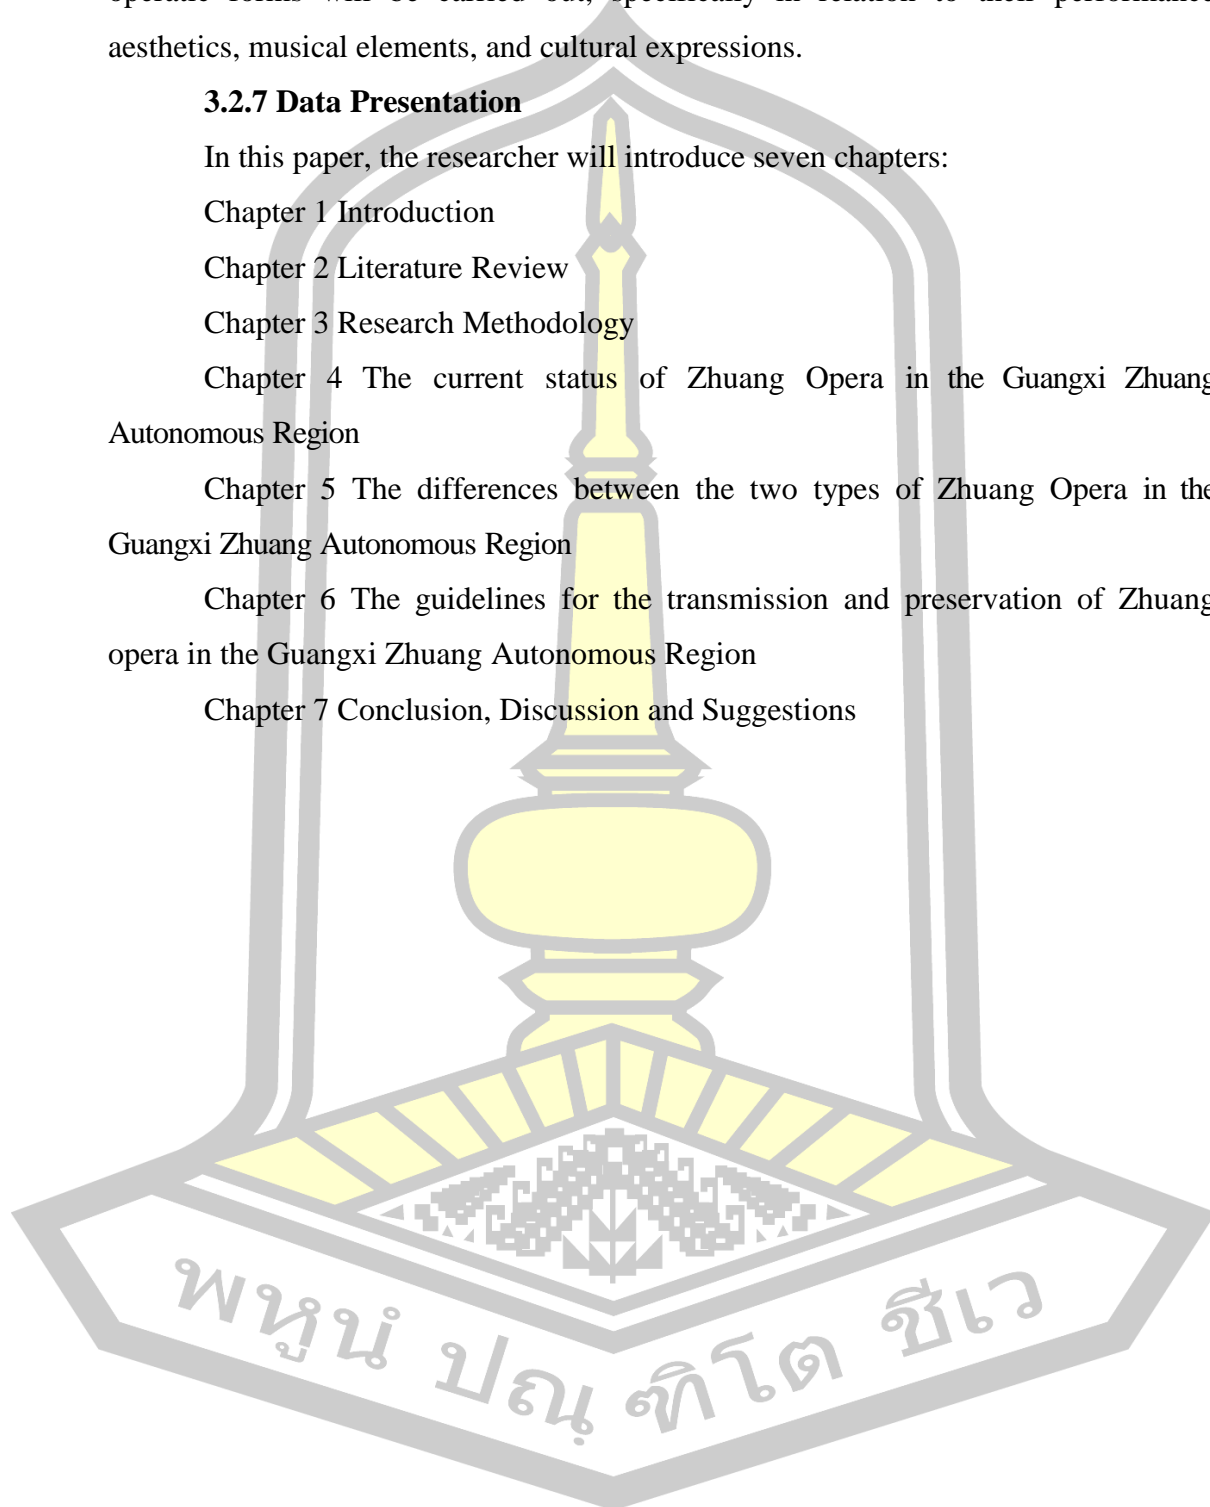 aesthetics, musical elements, and cultural expressions.
3.2.7 Data Presentation
In this paper, the researcher will introduce seven chapters:
Chapter 1 Introduction
Chapter 2 Literature Review
Chapter 3 Research Methodology
Chapter 4 The current status of Zhuang Opera in the Guangxi Zhuang
Autonomous Region
Chapter 5 The differences between the two types of Zhuang Opera in the
Guangxi Zhuang Autonomous Region
Chapter 6 The guidelines for the transmission and preservation of Zhuang
opera in the Guangxi Zhuang Autonomous Region
Chapter 7 Conclusion, Discussion and Suggestions
พหูนํ ปณฺฑิโต ชีเว